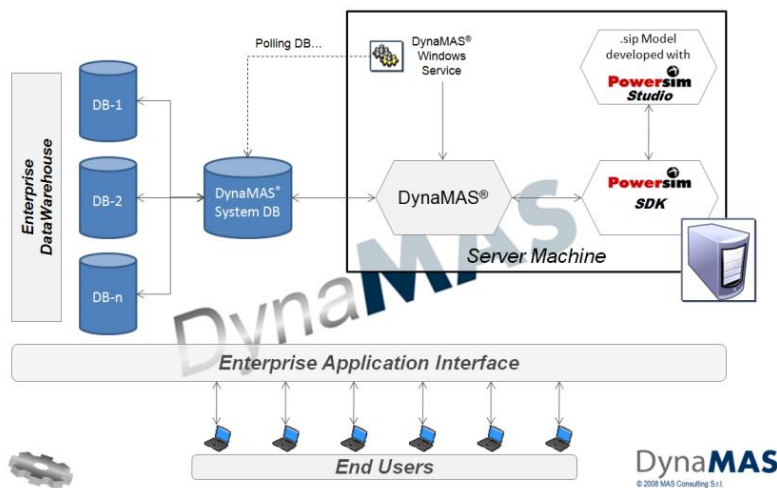 Polling DB...
DynaMAS®
Windows
Service
.sip Model
developed with
Powersim
Studio
Enterprise
DataWarehouse
DB-1
DB-2
DB-n
DynaMAS®
System DB
DynaMAS®
Powersim
SDK
Server Machine
DynaMAS
Enterprise Application Interface
End Users
DynaMAS
© 2008 MAS Consulting S.r.l.